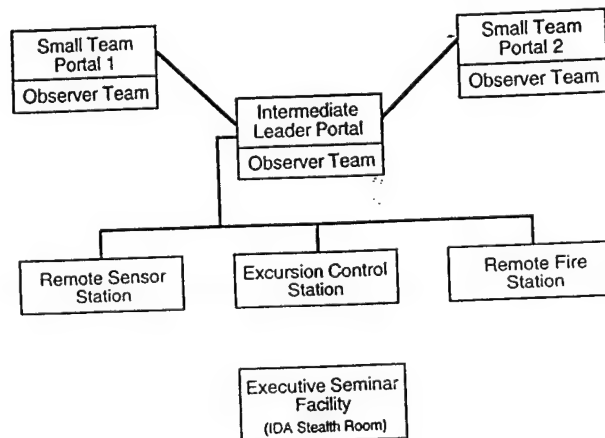 Small Team
Portal 1
Observer Team
Small Team
Portal 2
Observer Team
Intermediate
Leader Portal
Observer Team
Remote Sensor
Station
Excursion Control
Station
Remote Fire
Station
Executive Seminar
Facility
(IDA Stealth Room)